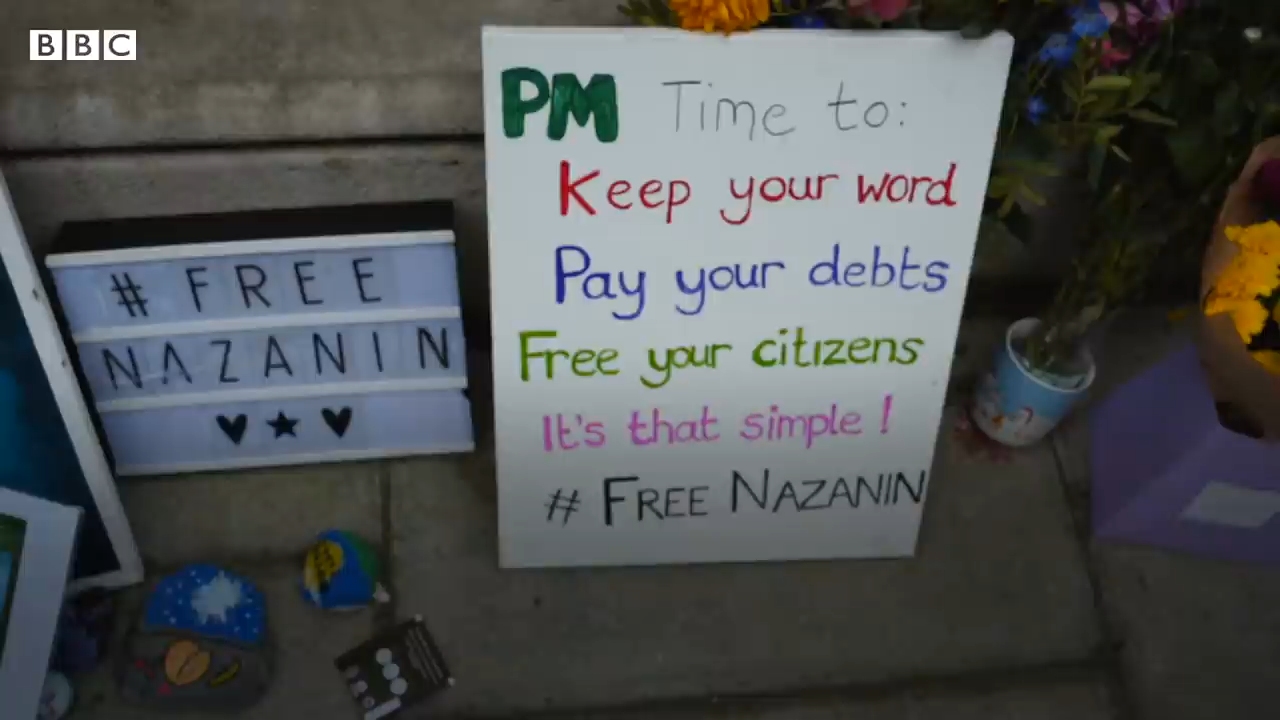 BBC
# FREE
NAZANIN
♥★♥
PM Time to:
Keep your word
Pay your debts
Free your citizens
It's that simple!
# FREE NAZANIN